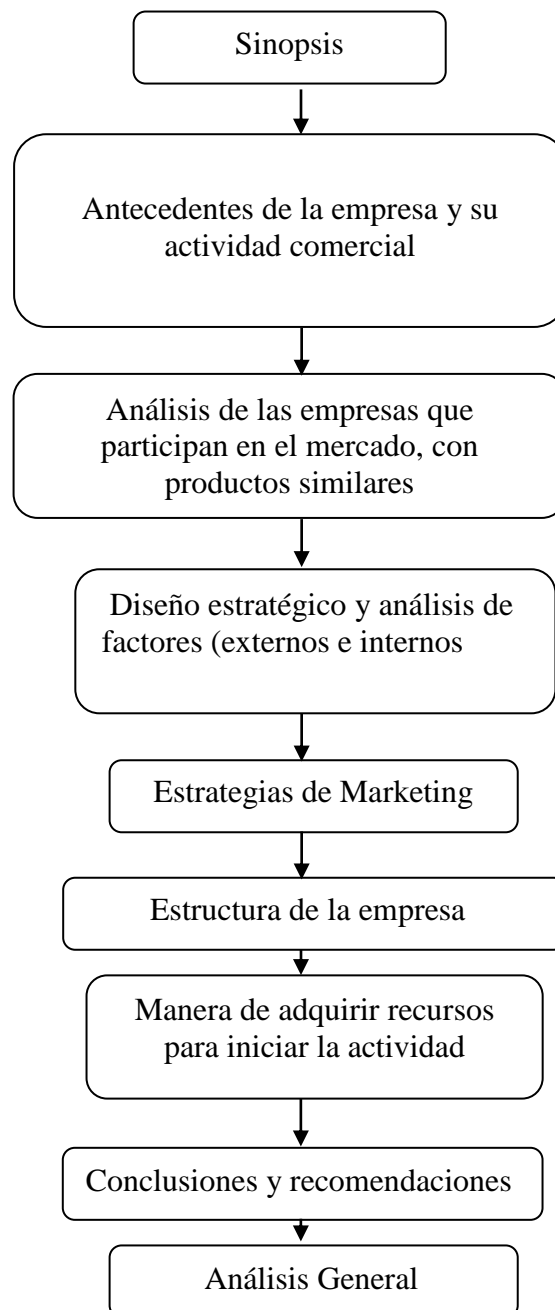 Sinopsis
Antecedentes de la empresa y su
actividad comercial
Análisis de las empresas que
participan en el mercado, con
productos similares
Diseño estratégico y análisis de
factores (externos e internos
Estrategias de Marketing
Estructura de la empresa
Manera de adquirir recursos
para iniciar la actividad
Conclusiones y recomendaciones
Análisis General